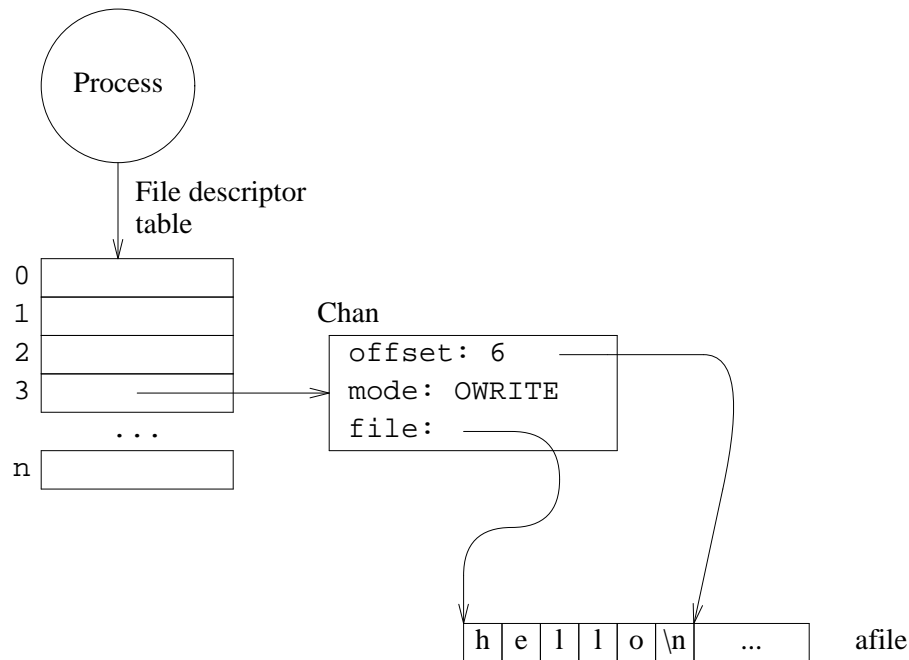 Process
File descriptor
table
0
1
2
3
...
n
Chan
offset: 6
mode: OWRITE
file:
h e l l o \n ... afile